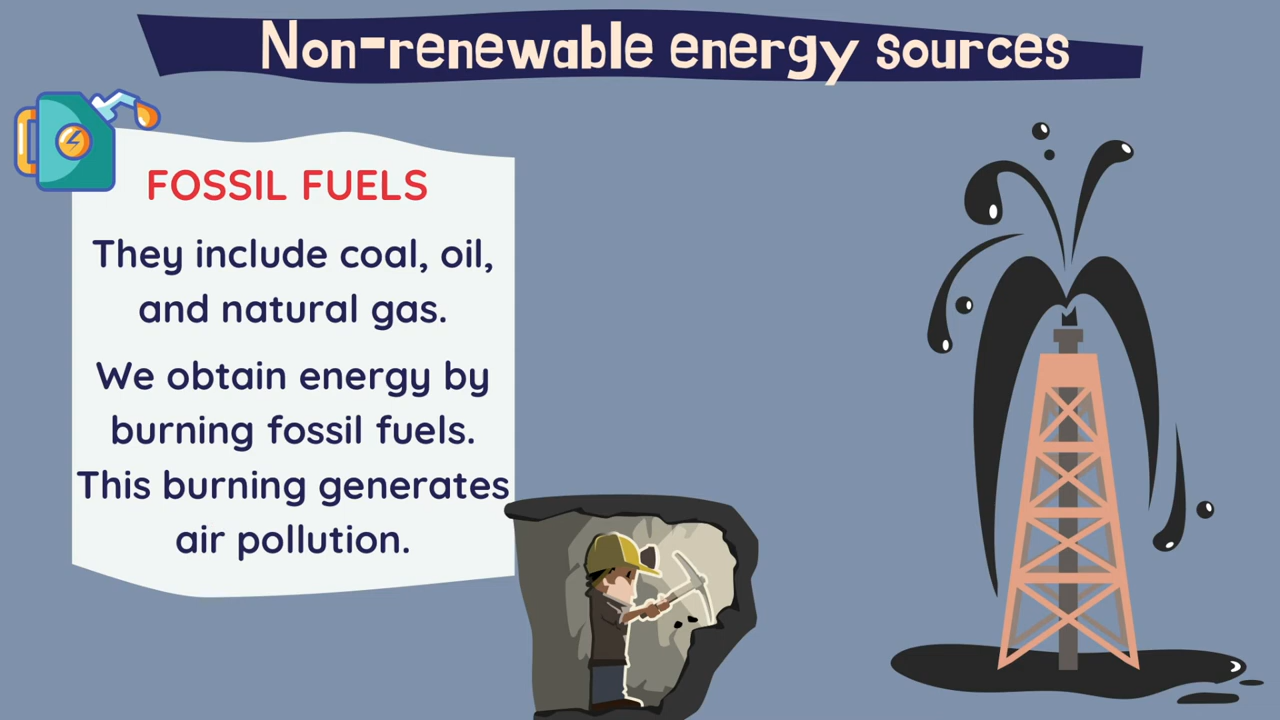 Non-renewable energy sources
FOSSIL FUELS
They include coal, oil,
and natural gas.
We obtain energy by
burning fossil fuels.
This burning generates
air pollution.